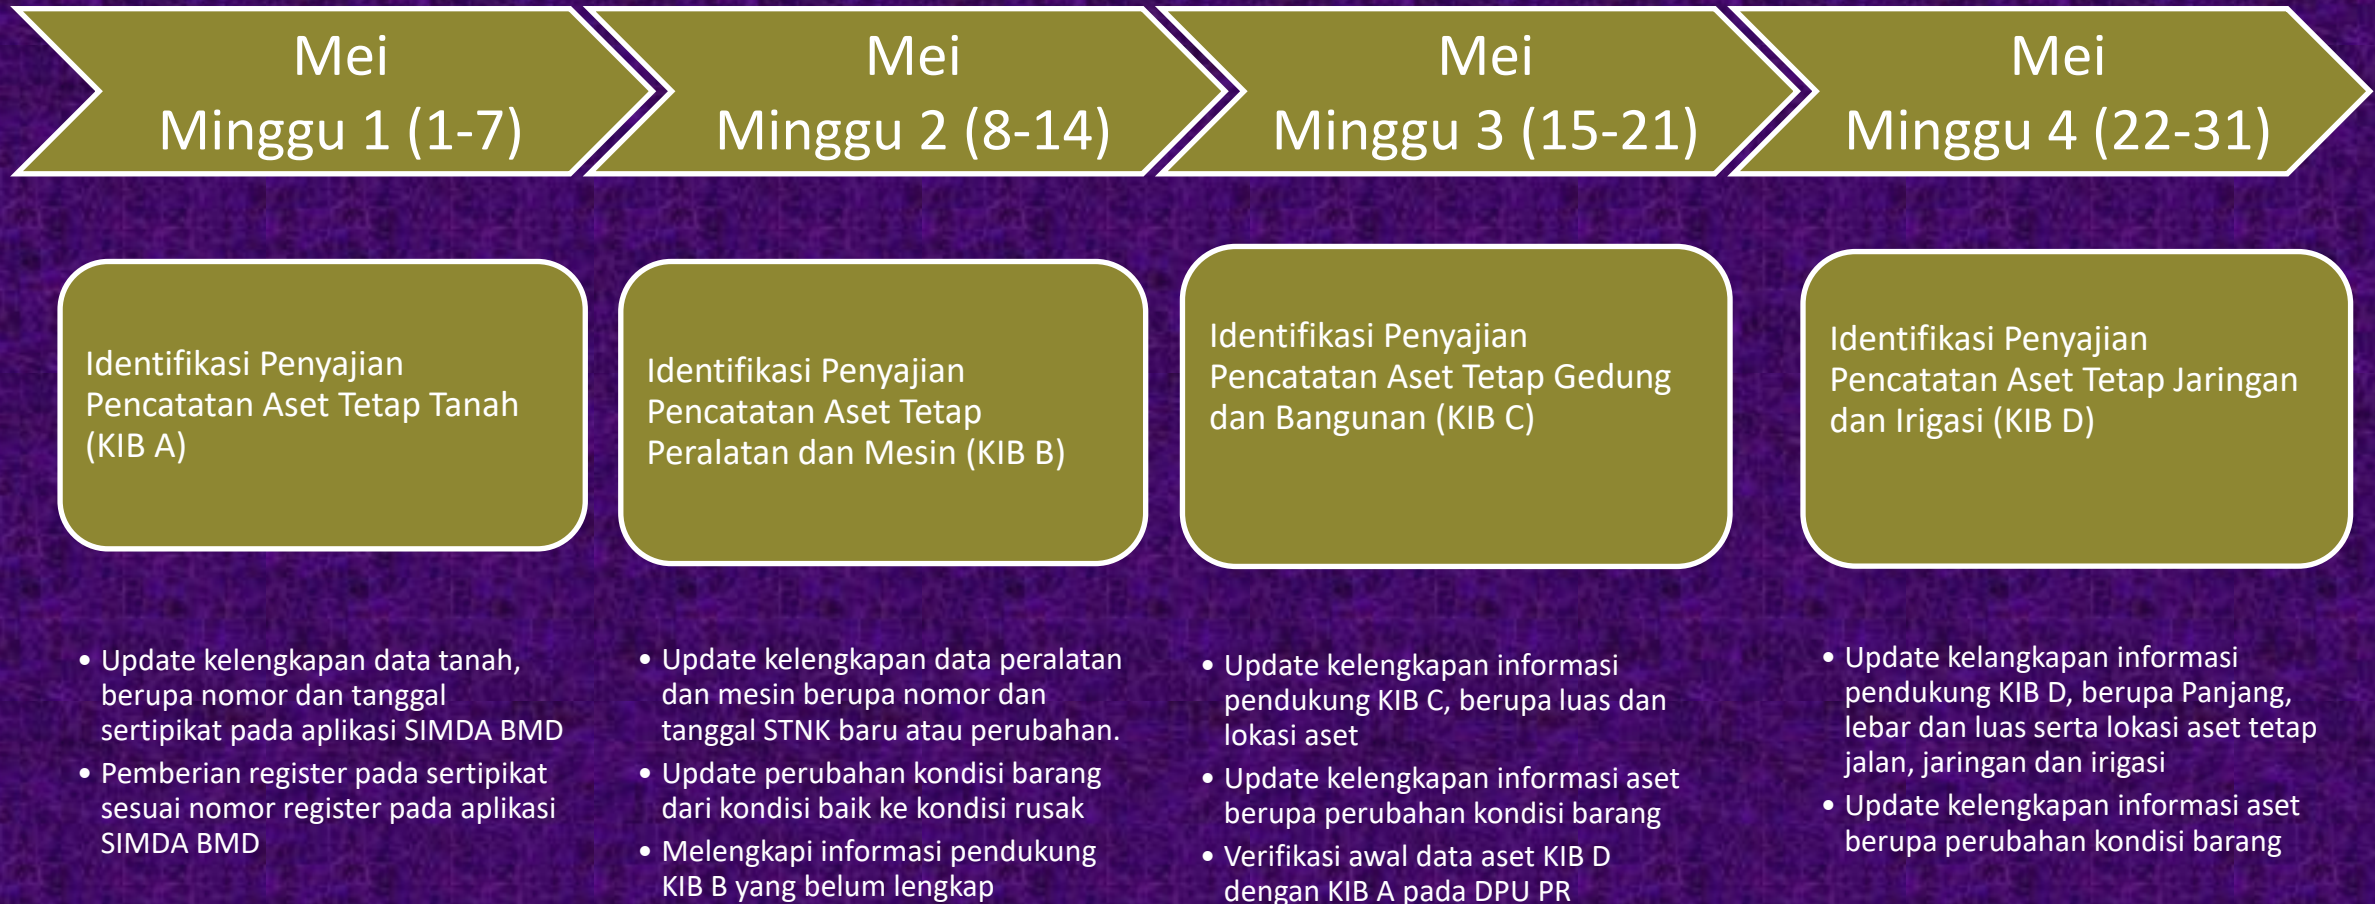 Mei
Minggu 1 (1-7)
Mei
Minggu 2 (8-14)
Mei
Minggu 3 (15-21)
Mei
Minggu 4 (22-31)
Identifikasi Penyajian
Pencatatan Aset Tetap Tanah
(KIB A)
Identifikasi Penyajian
Pencatatan Aset Tetap
Peralatan dan Mesin (KIB B)
Identifikasi Penyajian
Pencatatan Aset Tetap Gedung
dan Bangunan (KIB C)
Identifikasi Penyajian
Pencatatan Aset Tetap Jaringan
dan Irigasi (KIB D)
• Update kelengkapan data tanah,
berupa nomor dan tanggal
sertipikat pada aplikasi SIMDA BMD
• Pemberian register pada sertipikat
sesuai nomor register pada aplikasi
SIMDA BMD
• Update kelengkapan data peralatan
dan mesin berupa nomor dan
tanggal STNK baru atau perubahan.
• Update perubahan kondisi barang
dari kondisi baik ke kondisi rusak
• Melengkapi informasi pendukung
KIB B yang belum lengkap
• Update kelengkapan informasi
pendukung KIB C, berupa luas dan
lokasi aset
• Update kelengkapan informasi aset
berupa perubahan kondisi barang
• Verifikasi awal data aset KIB D
dengan KIB A pada DPU PR
• Update kelangkapan informasi
pendukung KIB D, berupa Panjang,
lebar dan luas serta lokasi aset tetap
jalan, jaringan dan irigasi
• Update kelengkapan informasi aset
berupa perubahan kondisi barang